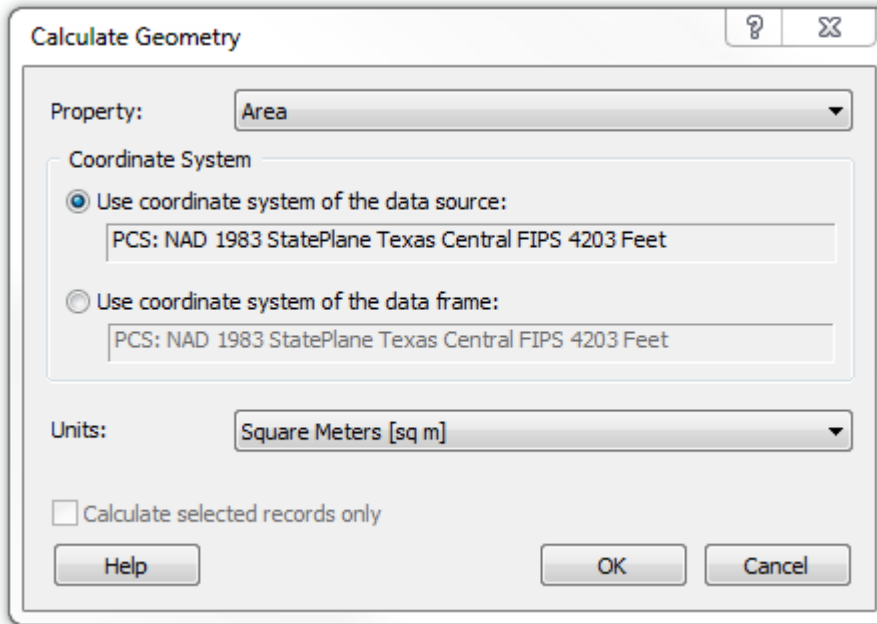 Calculate Geometry
Property: Area
Coordinate System
Use coordinate system of the data source:
PCS: NAD 1983 StatePlane Texas Central FIPS 4203 Feet
Use coordinate system of the data frame:
PCS: NAD 1983 StatePlane Texas Central FIPS 4203 Feet
Units: Square Meters [sq m]
Calculate selected records only
Help OK Cancel